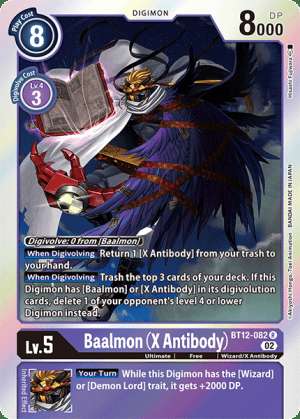 DIGIMON
Play Cost
8
8000
DP
Digivolve Cost
Lv.4
3
Digivolve: 0 from [Baalmon]
When Digivolving Return 1 [X Antibody] from your trash to
your hand.
When Digivolving Trash the top 3 cards of your deck. If this
Digimon has [Baalmon] or [X Antibody] in its digivolution
cards, delete 1 of your opponent's level 4 or lower
Digimon instead.
Lv.5
Baalmon (X Antibody)
BT12-082 R
02
Ultimate
Free
Wizard/X Antibody
Inherited Effect
Your Turn While this Digimon has the [Wizard]
or [Demon Lord] trait, it gets +2000 DP.